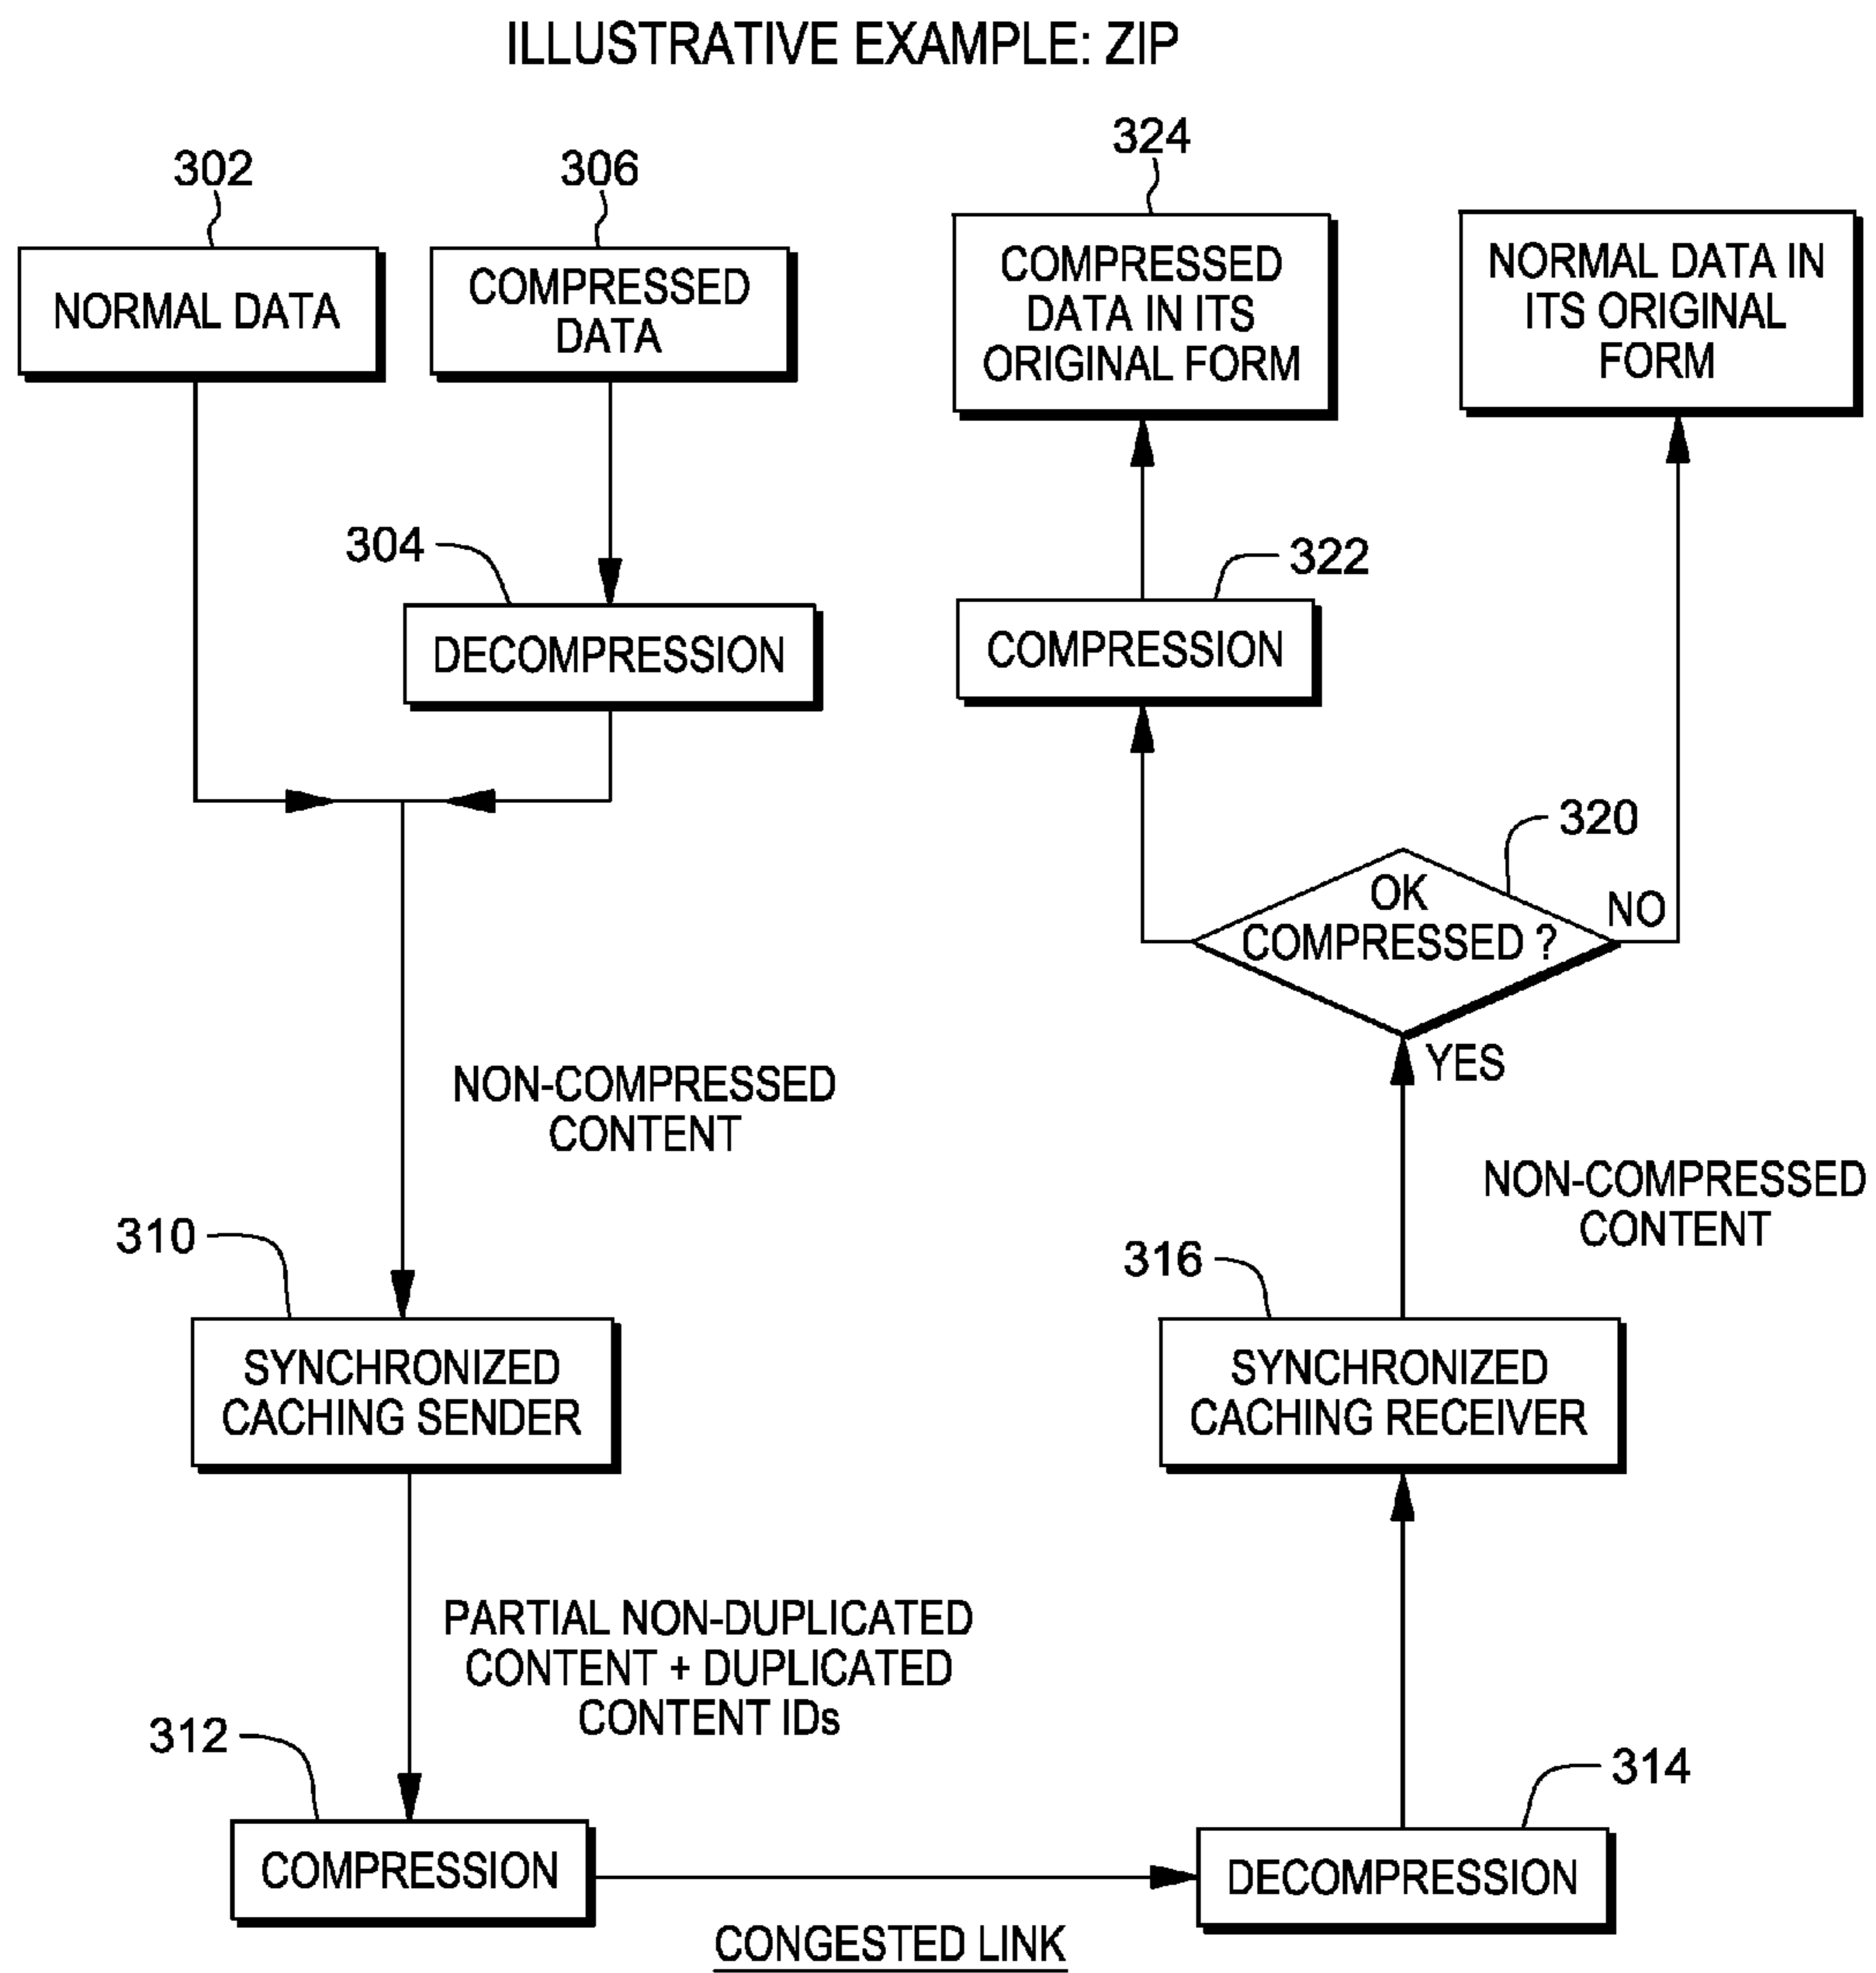 ILLUSTRATIVE EXAMPLE: ZIP
302
NORMAL DATA
306
COMPRESSED
DATA
304
DECOMPRESSION
NON-COMPRESSED
CONTENT
310
SYNCHRONIZED
CACHING SENDER
PARTIAL NON-DUPLICATED
CONTENT + DUPLICATED
CONTENT IDs
312
COMPRESSION
CONGESTED LINK
314
DECOMPRESSION
316
SYNCHRONIZED
CACHING RECEIVER
NON-COMPRESSED
CONTENT
YES
320
OK
COMPRESSED ?
NO
322
COMPRESSION
324
COMPRESSED
DATA IN ITS
ORIGINAL FORM
NORMAL DATA IN
ITS ORIGINAL
FORM